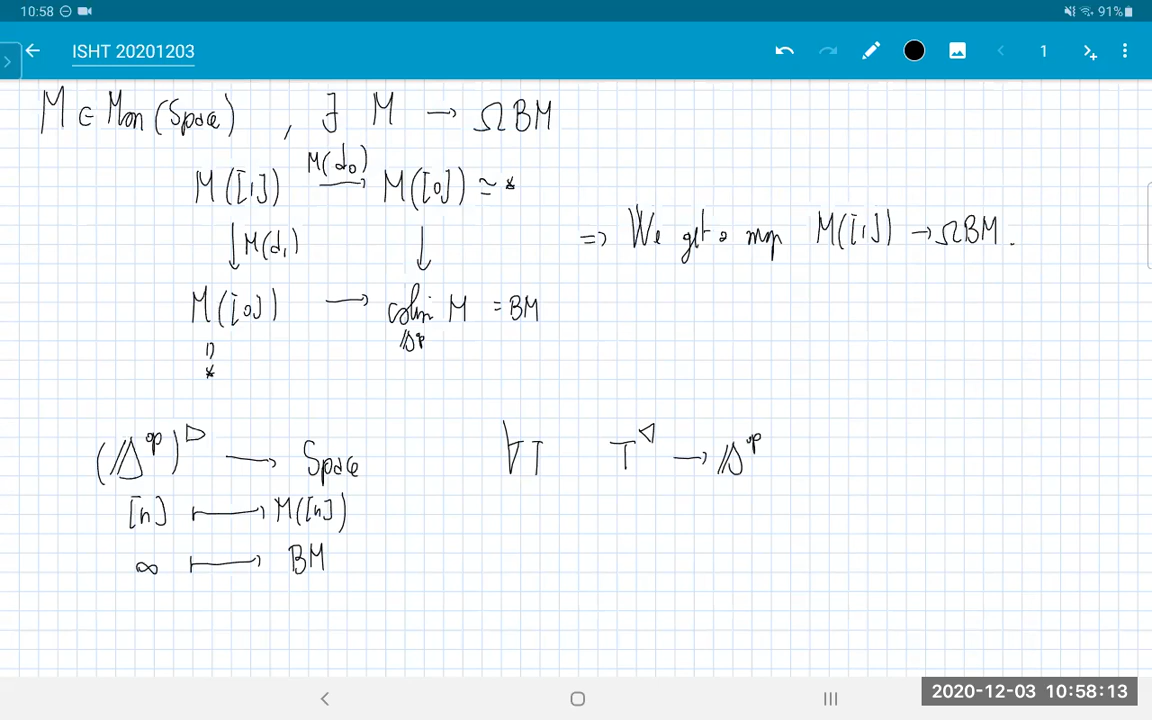 10:58 91%
ISHT 20201203 1
M ∈ Mon(Space), ∃ M → ΩBM
M([1]) M(d₀) → M([0]) ≃ *
↓ M(d₁) ↓ ⇒ We get a map M([1]) → ΩBM.
M([0]) → colim M = BM
Δ^op
*
(Δ^op)^▷ → Space ∀T T^◁ → Δ^op
[n] ↦ M([n])
∞ ↦ BM
2020-12-03 10:58:13